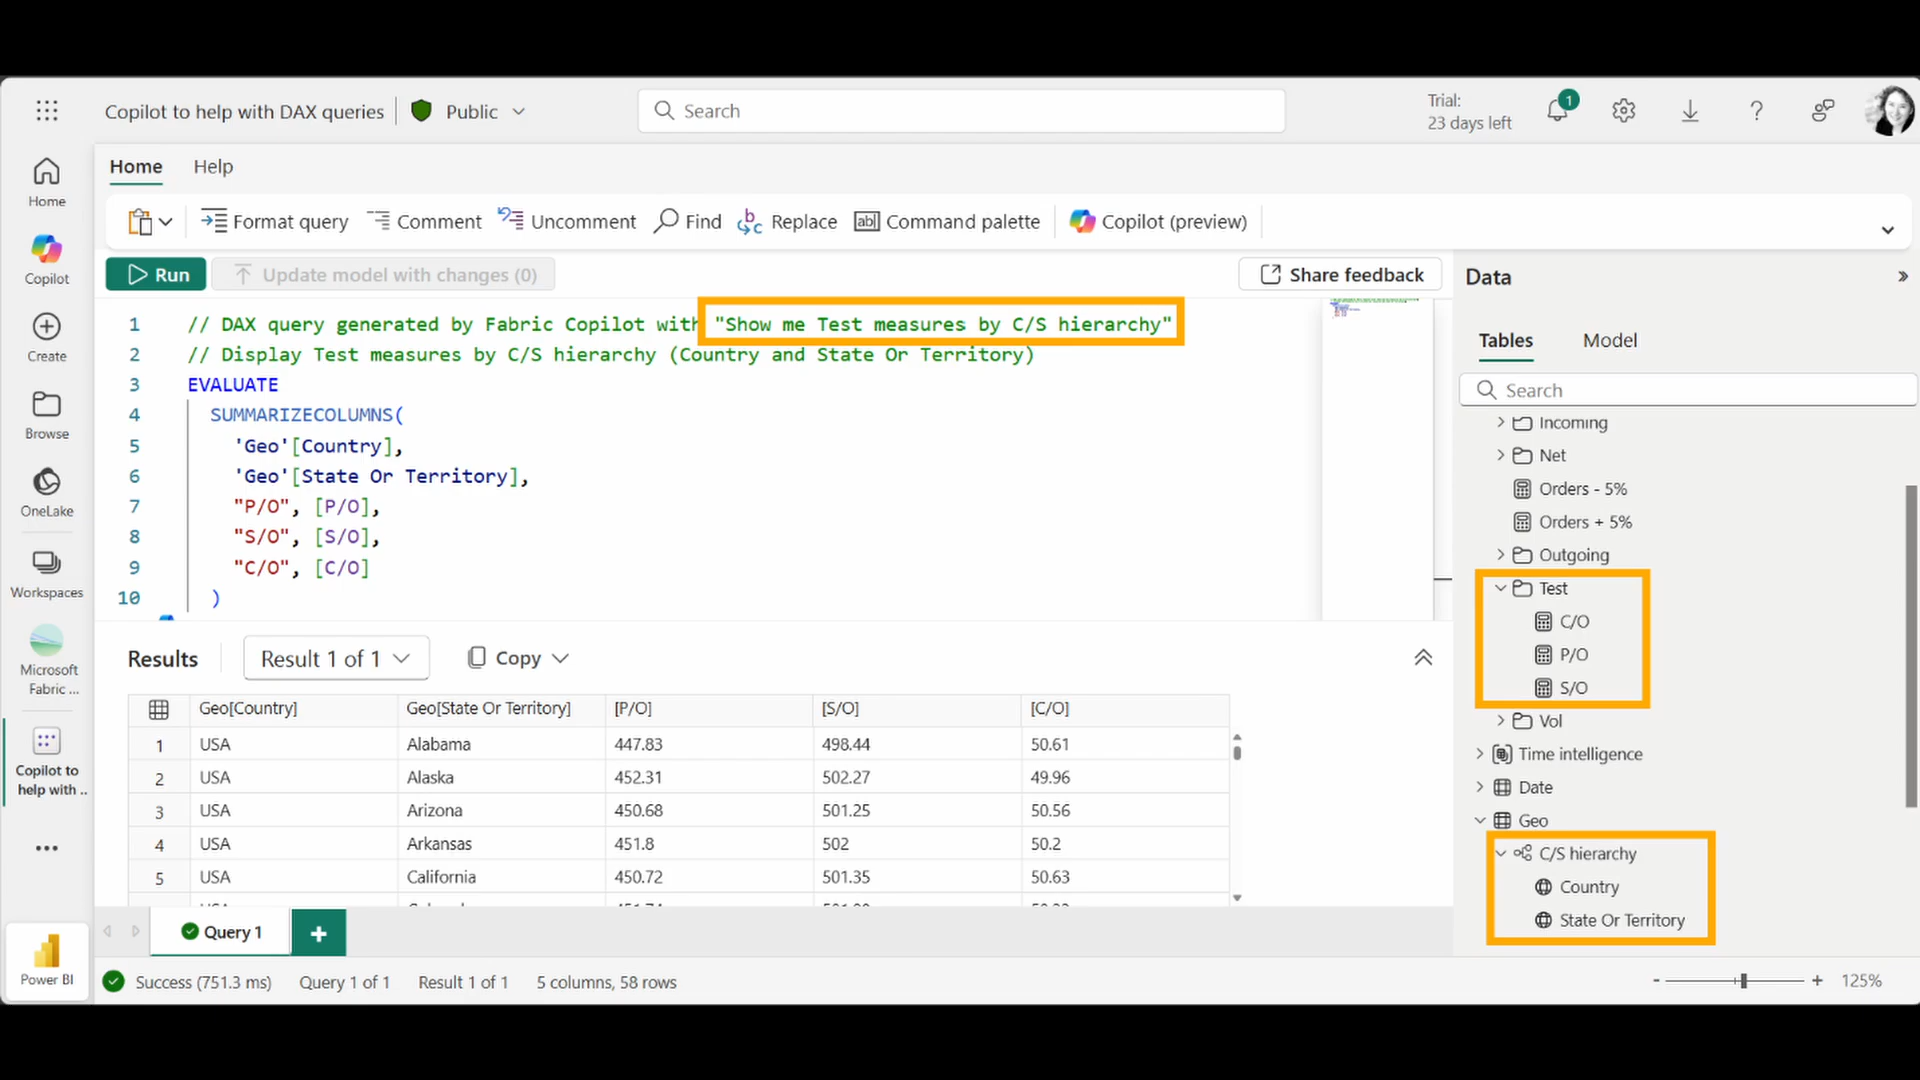 Copilot to help with DAX queries
Public
Search
Trial:
23 days left
1
Home
Help
Format query
Comment
Uncomment
Find
Replace
Command palette
Copilot (preview)
Run
Update model with changes (0)
Share feedback
Home
Copilot
Create
Browse
OneLake
Workspaces
Microsoft
Fabric ...
Copilot to
help with ..
Power BI
1 // DAX query generated by Fabric Copilot with "Show me Test measures by C/S hierarchy"
2 // Display Test measures by C/S hierarchy (Country and State Or Territory)
3 EVALUATE
4 SUMMARIZECOLUMNS(
5 'Geo'[Country],
6 'Geo'[State Or Territory],
7 "P/O", [P/O],
8 "S/O", [S/O],
9 "C/O", [C/O]
10 )
Results
Result 1 of 1
Copy
Geo[Country] Geo[State Or Territory] [P/O] [S/O] [C/O]
1 USA Alabama 447.83 498.44 50.61
2 USA Alaska 452.31 502.27 49.96
3 USA Arizona 450.68 501.25 50.56
4 USA Arkansas 451.8 502 50.2
5 USA California 450.72 501.35 50.63
Query 1
Success (751.3 ms)
Query 1 of 1
Result 1 of 1
5 columns, 58 rows
125%
Data
Tables
Model
Search
Incoming
Net
Orders - 5%
Orders + 5%
Outgoing
Test
C/O
P/O
S/O
Vol
Time intelligence
Date
Geo
C/S hierarchy
Country
State Or Territory